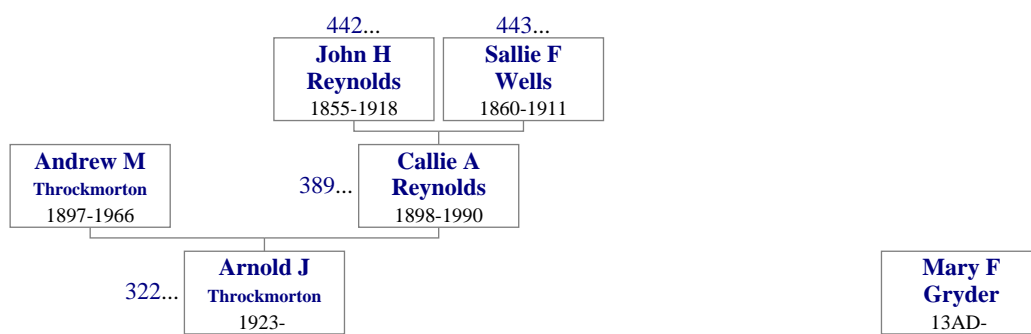 442... 443...
John H
Reynolds
1855-1918
Sallie F
Wells
1860-1911
Andrew M
Throckmorton
1897-1966
389...
Callie A
Reynolds
1898-1990
322...
Arnold J
Throckmorton
1923-
Mary F
Gryder
13AD-